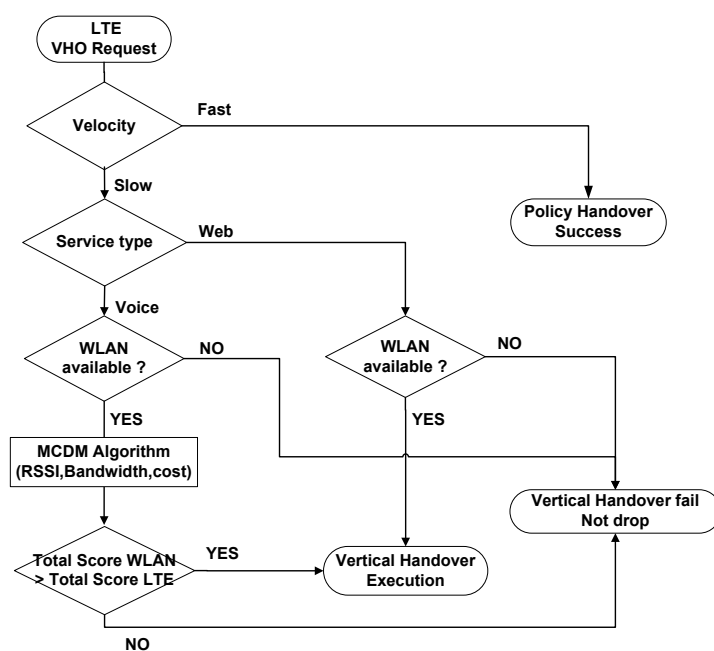 LTE
VHO Request
Velocity
Fast
Slow
Policy Handover
Success
Service type
Web
Voice
WLAN
available ?
NO
WLAN
available ?
NO
YES
YES
MCDM Algorithm
(RSSI,Bandwidth,cost)
Vertical Handover fail
Not drop
Total Score WLAN
> Total Score LTE
YES
Vertical Handover
Execution
NO